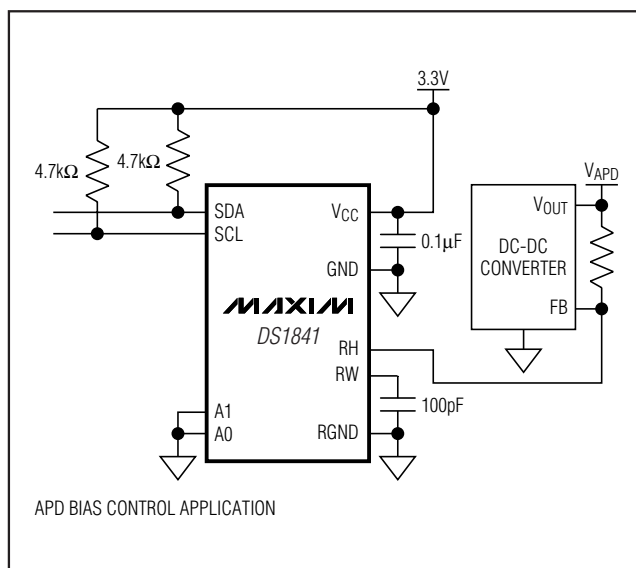 3.3V
4.7kΩ
4.7kΩ
SDA
SCL
VCC
0.1µF
GND
MAXIM
DS1841
RH
RW
100pF
A1
A0
RGND
VAPD
VOUT
DC-DC
CONVERTER
FB
APD BIAS CONTROL APPLICATION